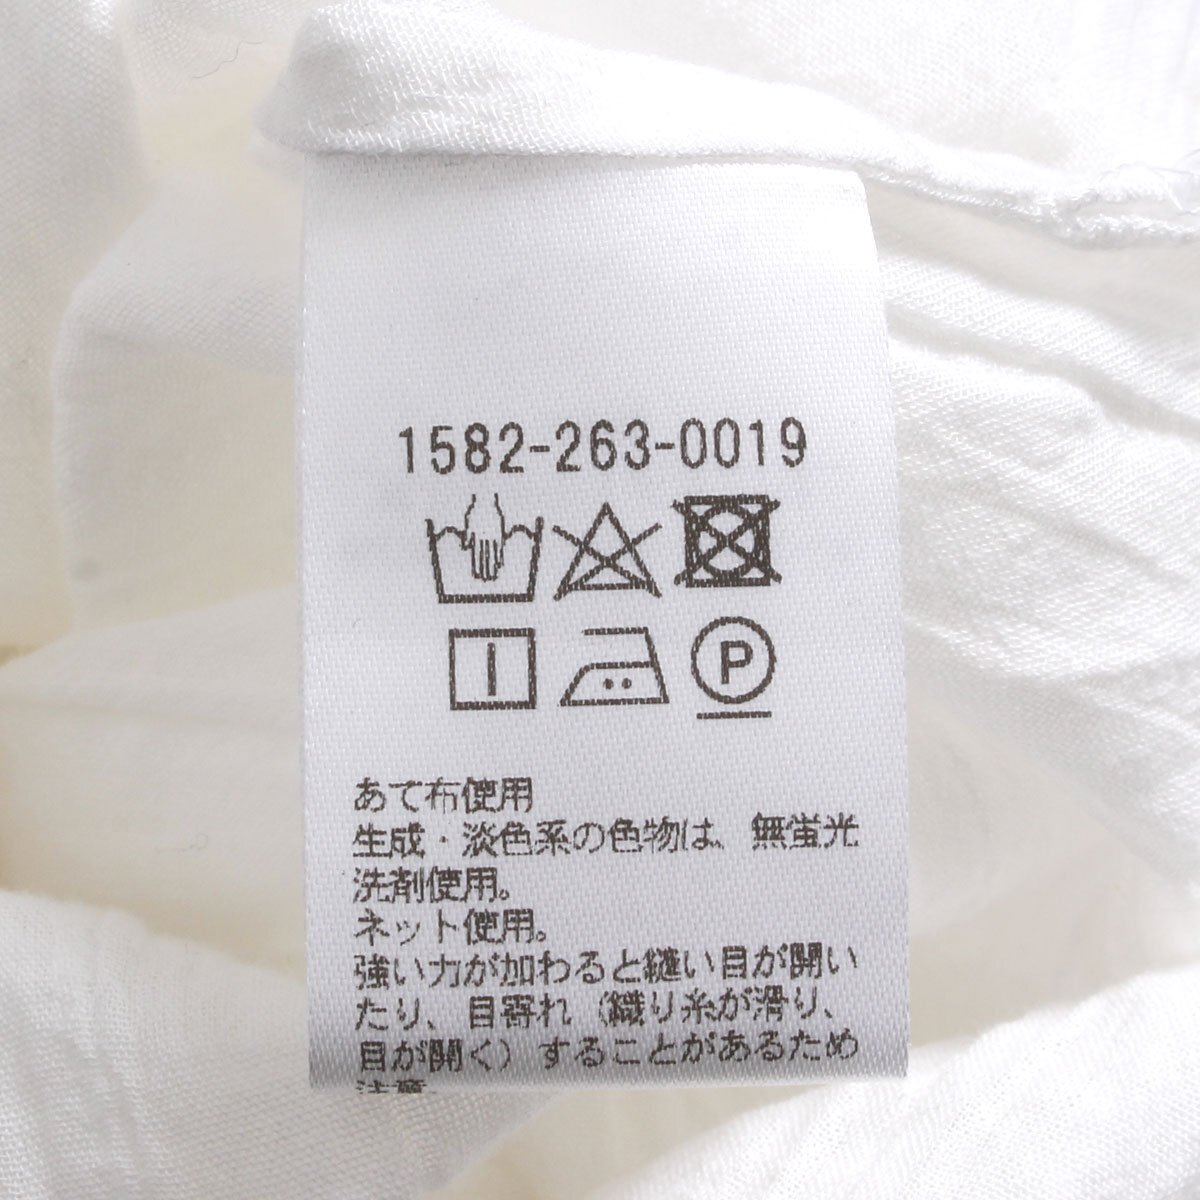 1582-263-0019
P
あて布使用
生成・淡色系の色物は、無蛍光
洗剤使用。
ネット使用。
強い力が加わると縫い目が開い
たり、目寄れ（織り糸が滑り、
目が開く）することがあるため
注意。